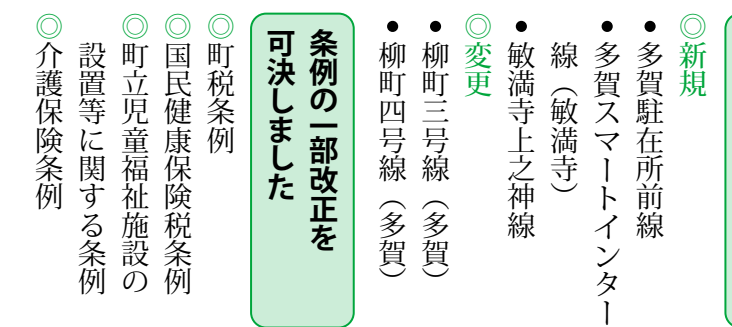 ◎新規
●多賀駐在所前線
●多賀スマートインター
線（敏満寺）
●敏満寺上之神線
◎変更
●柳町三号線（多賀）
●柳町四号線（多賀）
条例の一部改正を
可決しました
◎町税条例
◎国民健康保険税条例
◎町立児童福祉施設の
設置等に関する条例
◎介護保険条例